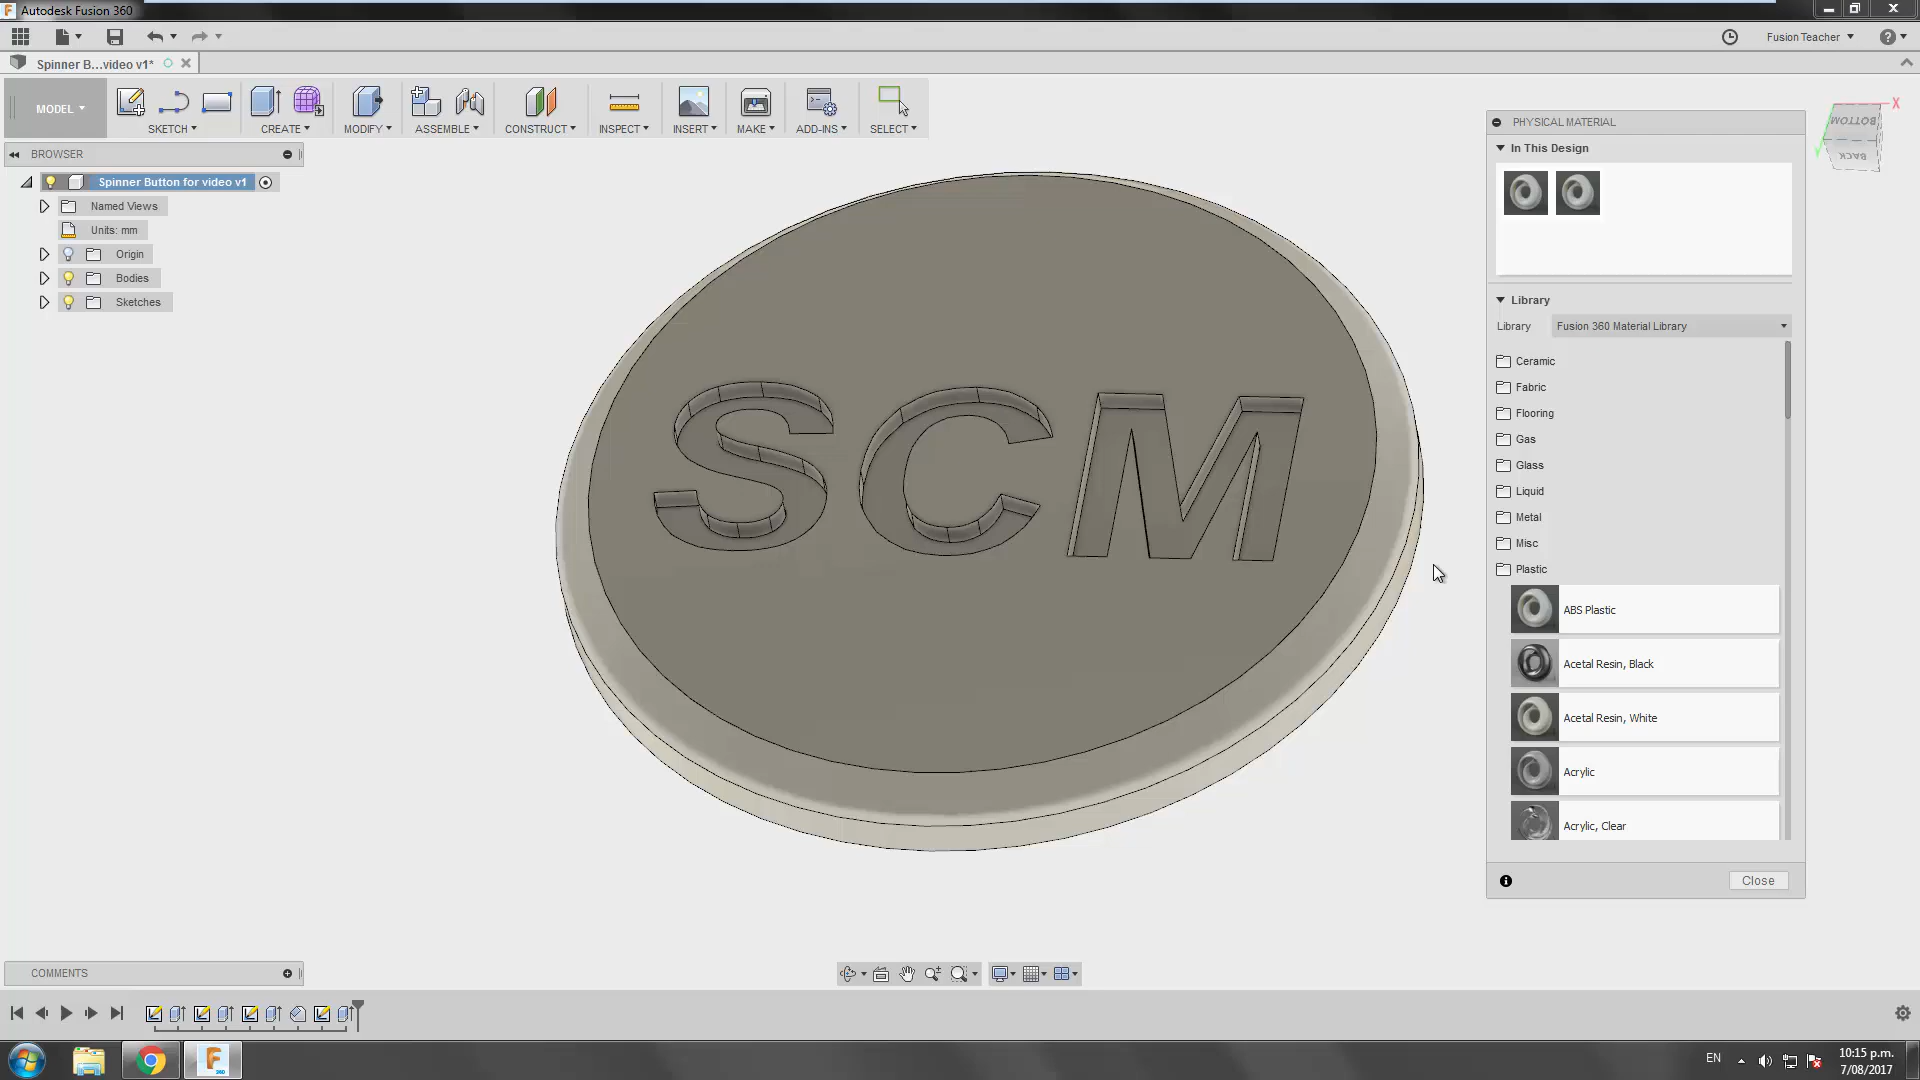 Autodesk Fusion 360
Fusion Teacher
Spinner B...video v1*
MODEL
SKETCH
CREATE
MODIFY
ASSEMBLE
CONSTRUCT
INSPECT
INSERT
MAKE
ADD-INS
SELECT
BOTTOM
BACK
X
BROWSER
Spinner Button for video v1
Named Views
Units: mm
Origin
Bodies
Sketches
SCM
PHYSICAL MATERIAL
In This Design
Library
Library Fusion 360 Material Library
Ceramic
Fabric
Flooring
Gas
Glass
Liquid
Metal
Misc
Plastic
ABS Plastic
Acetal Resin, Black
Acetal Resin, White
Acrylic
Acrylic, Clear
Close
COMMENTS
EN
10:15 p.m.
7/08/2017